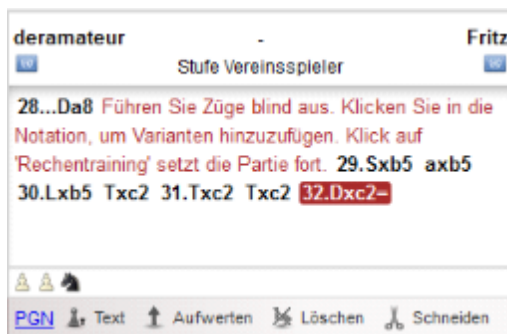 deramateur - Fritz
Stufe Vereinsspieler
28...Da8 Führen Sie Züge blind aus. Klicken Sie in die
Notation, um Varianten hinzuzufügen. Klick auf
'Rechentraining' setzt die Partie fort. 29.Sxb5 axb5
30.Lxb5 Txc2 31.Txc2 Txc2 32.Dxc2=
PGN Text Aufwerten Löschen Schneiden